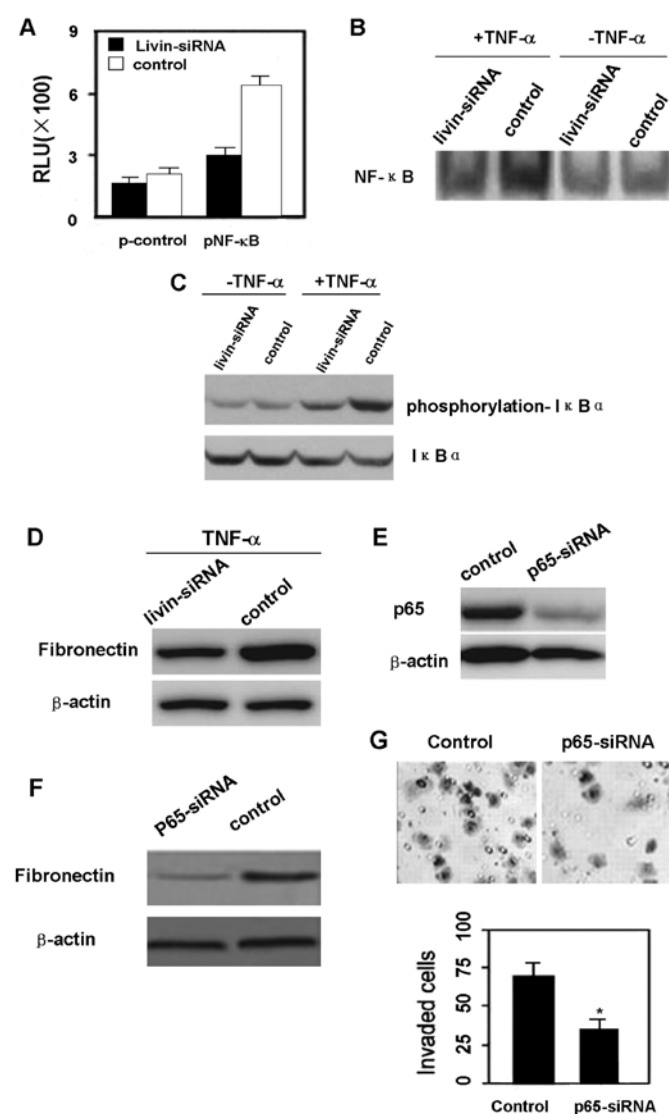 A
Livin-siRNA
control
RLU(×100)
9
6
3
0
p-control pNF-κB
B
+TNF-α -TNF-α
livin-siRNA control livin-siRNA control
NF-κB
C
-TNF-α +TNF-α
livin-siRNA control livin-siRNA control
phosphorylation-IκBα
IκBα
D
TNF-α
livin-siRNA control
Fibronectin
β-actin
E
control p65-siRNA
p65
β-actin
F
P65-siRNA control
Fibronectin
β-actin
G
Control p65-siRNA
Invaded cells
100
75
50
25
0
*
Control p65-siRNA